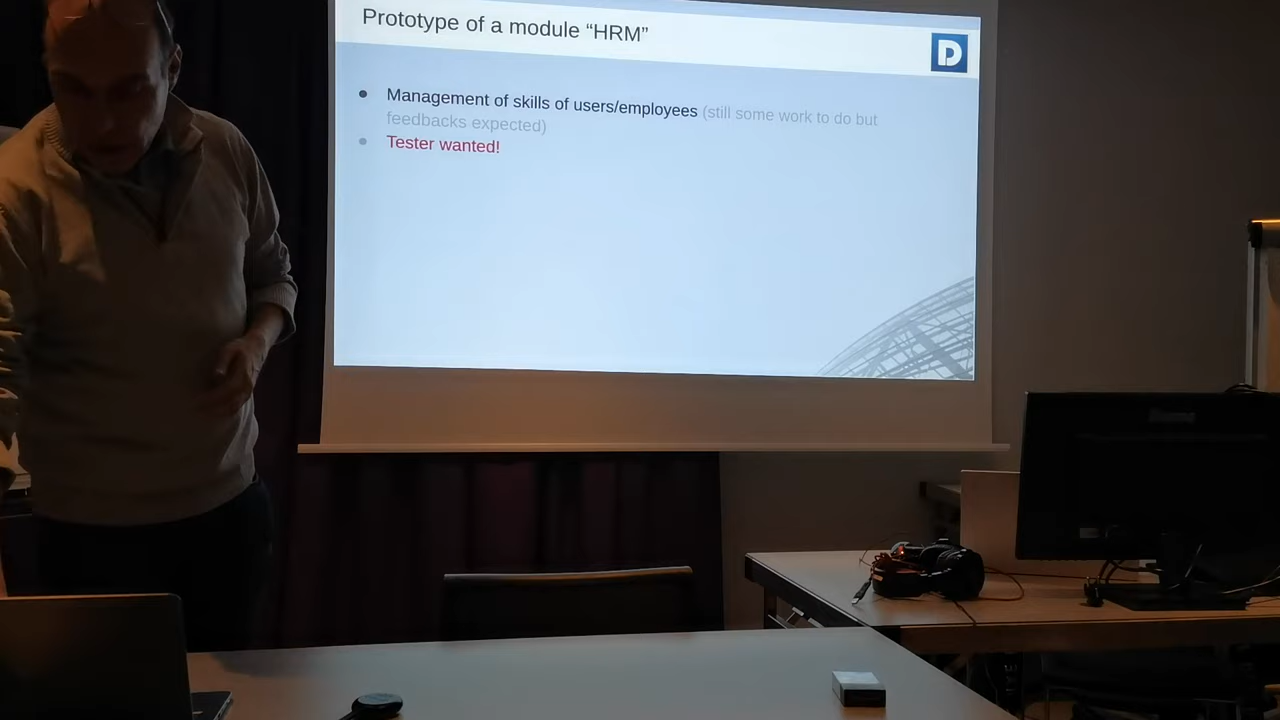 Prototype of a module “HRM”
D
Management of skills of users/employees (still some work to do but
feedbacks expected)
Tester wanted!